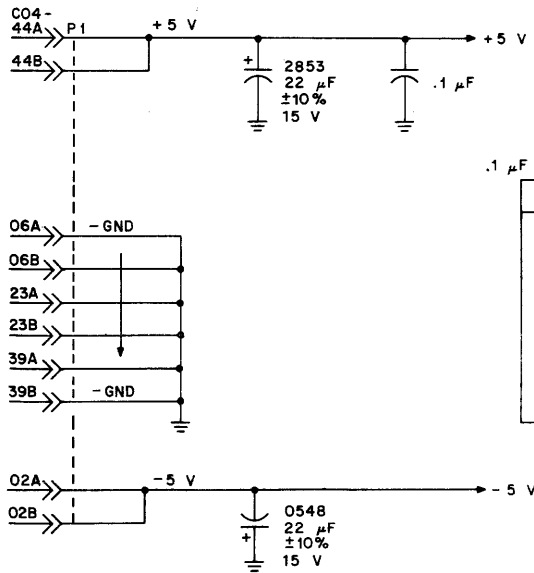 C04-
44A P1 +5 V +5 V
44B
+ 2853
22 µF
±10%
15 V
.1 µF
.1 µF
06A -GND
06B
23A
23B
39A
39B -GND
02A -5 V - 5 V
02B
0548
22 µF
±10%
+ 15 V